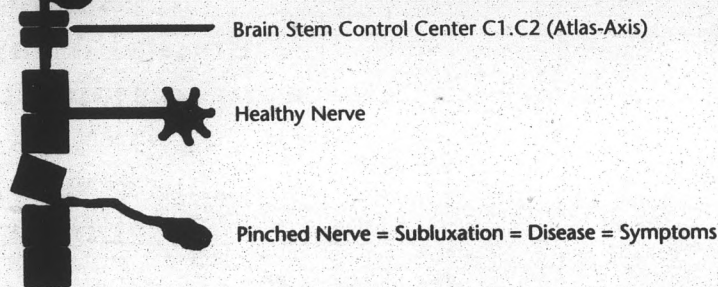 Brain Stem Control Center C1.C2 (Atlas-Axis)
Healthy Nerve
Pinched Nerve = Subluxation = Disease = Symptoms